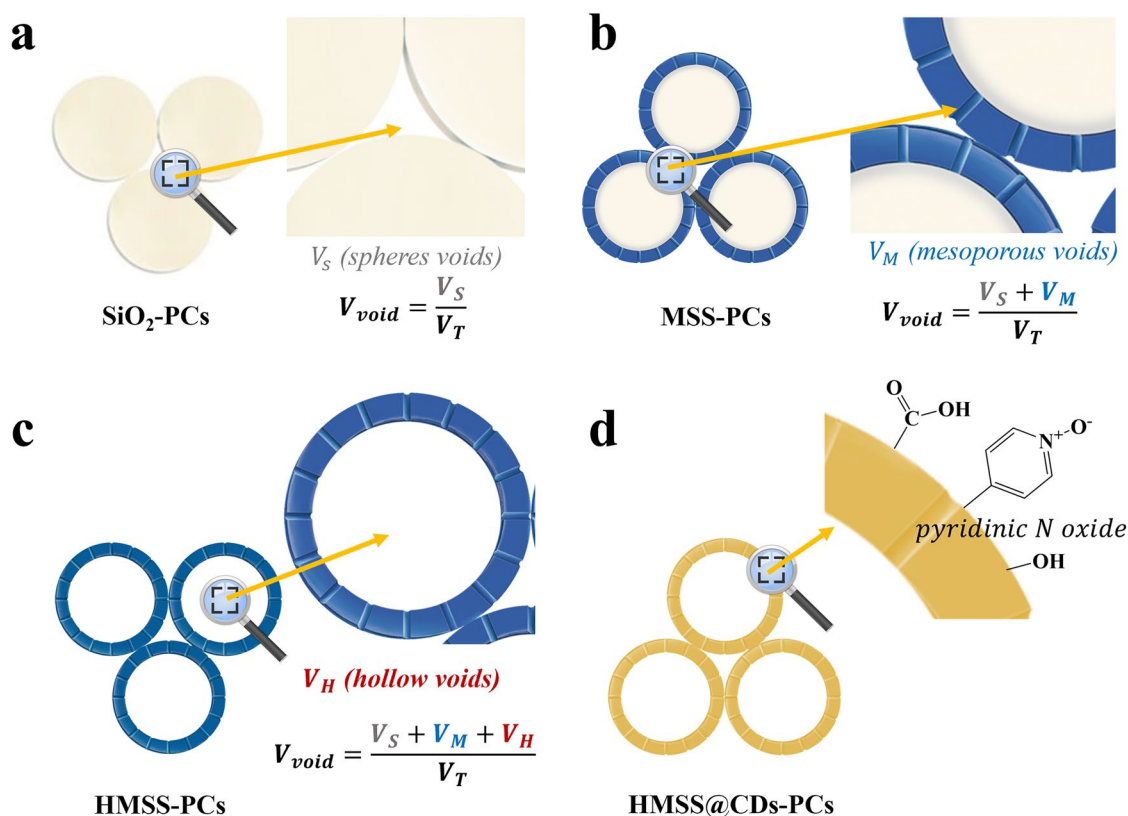 a
V_s (spheres voids)
V_void = V_S / V_T
SiO₂-PCs
b
V_M (mesoporous voids)
V_void = (V_S + V_M) / V_T
MSS-PCs
c
V_H (hollow voids)
V_void = (V_S + V_M + V_H) / V_T
HMSS-PCs
d
O
C-OH
N⁺-O⁻
pyridinic N oxide
-OH
HMSS@CDs-PCs